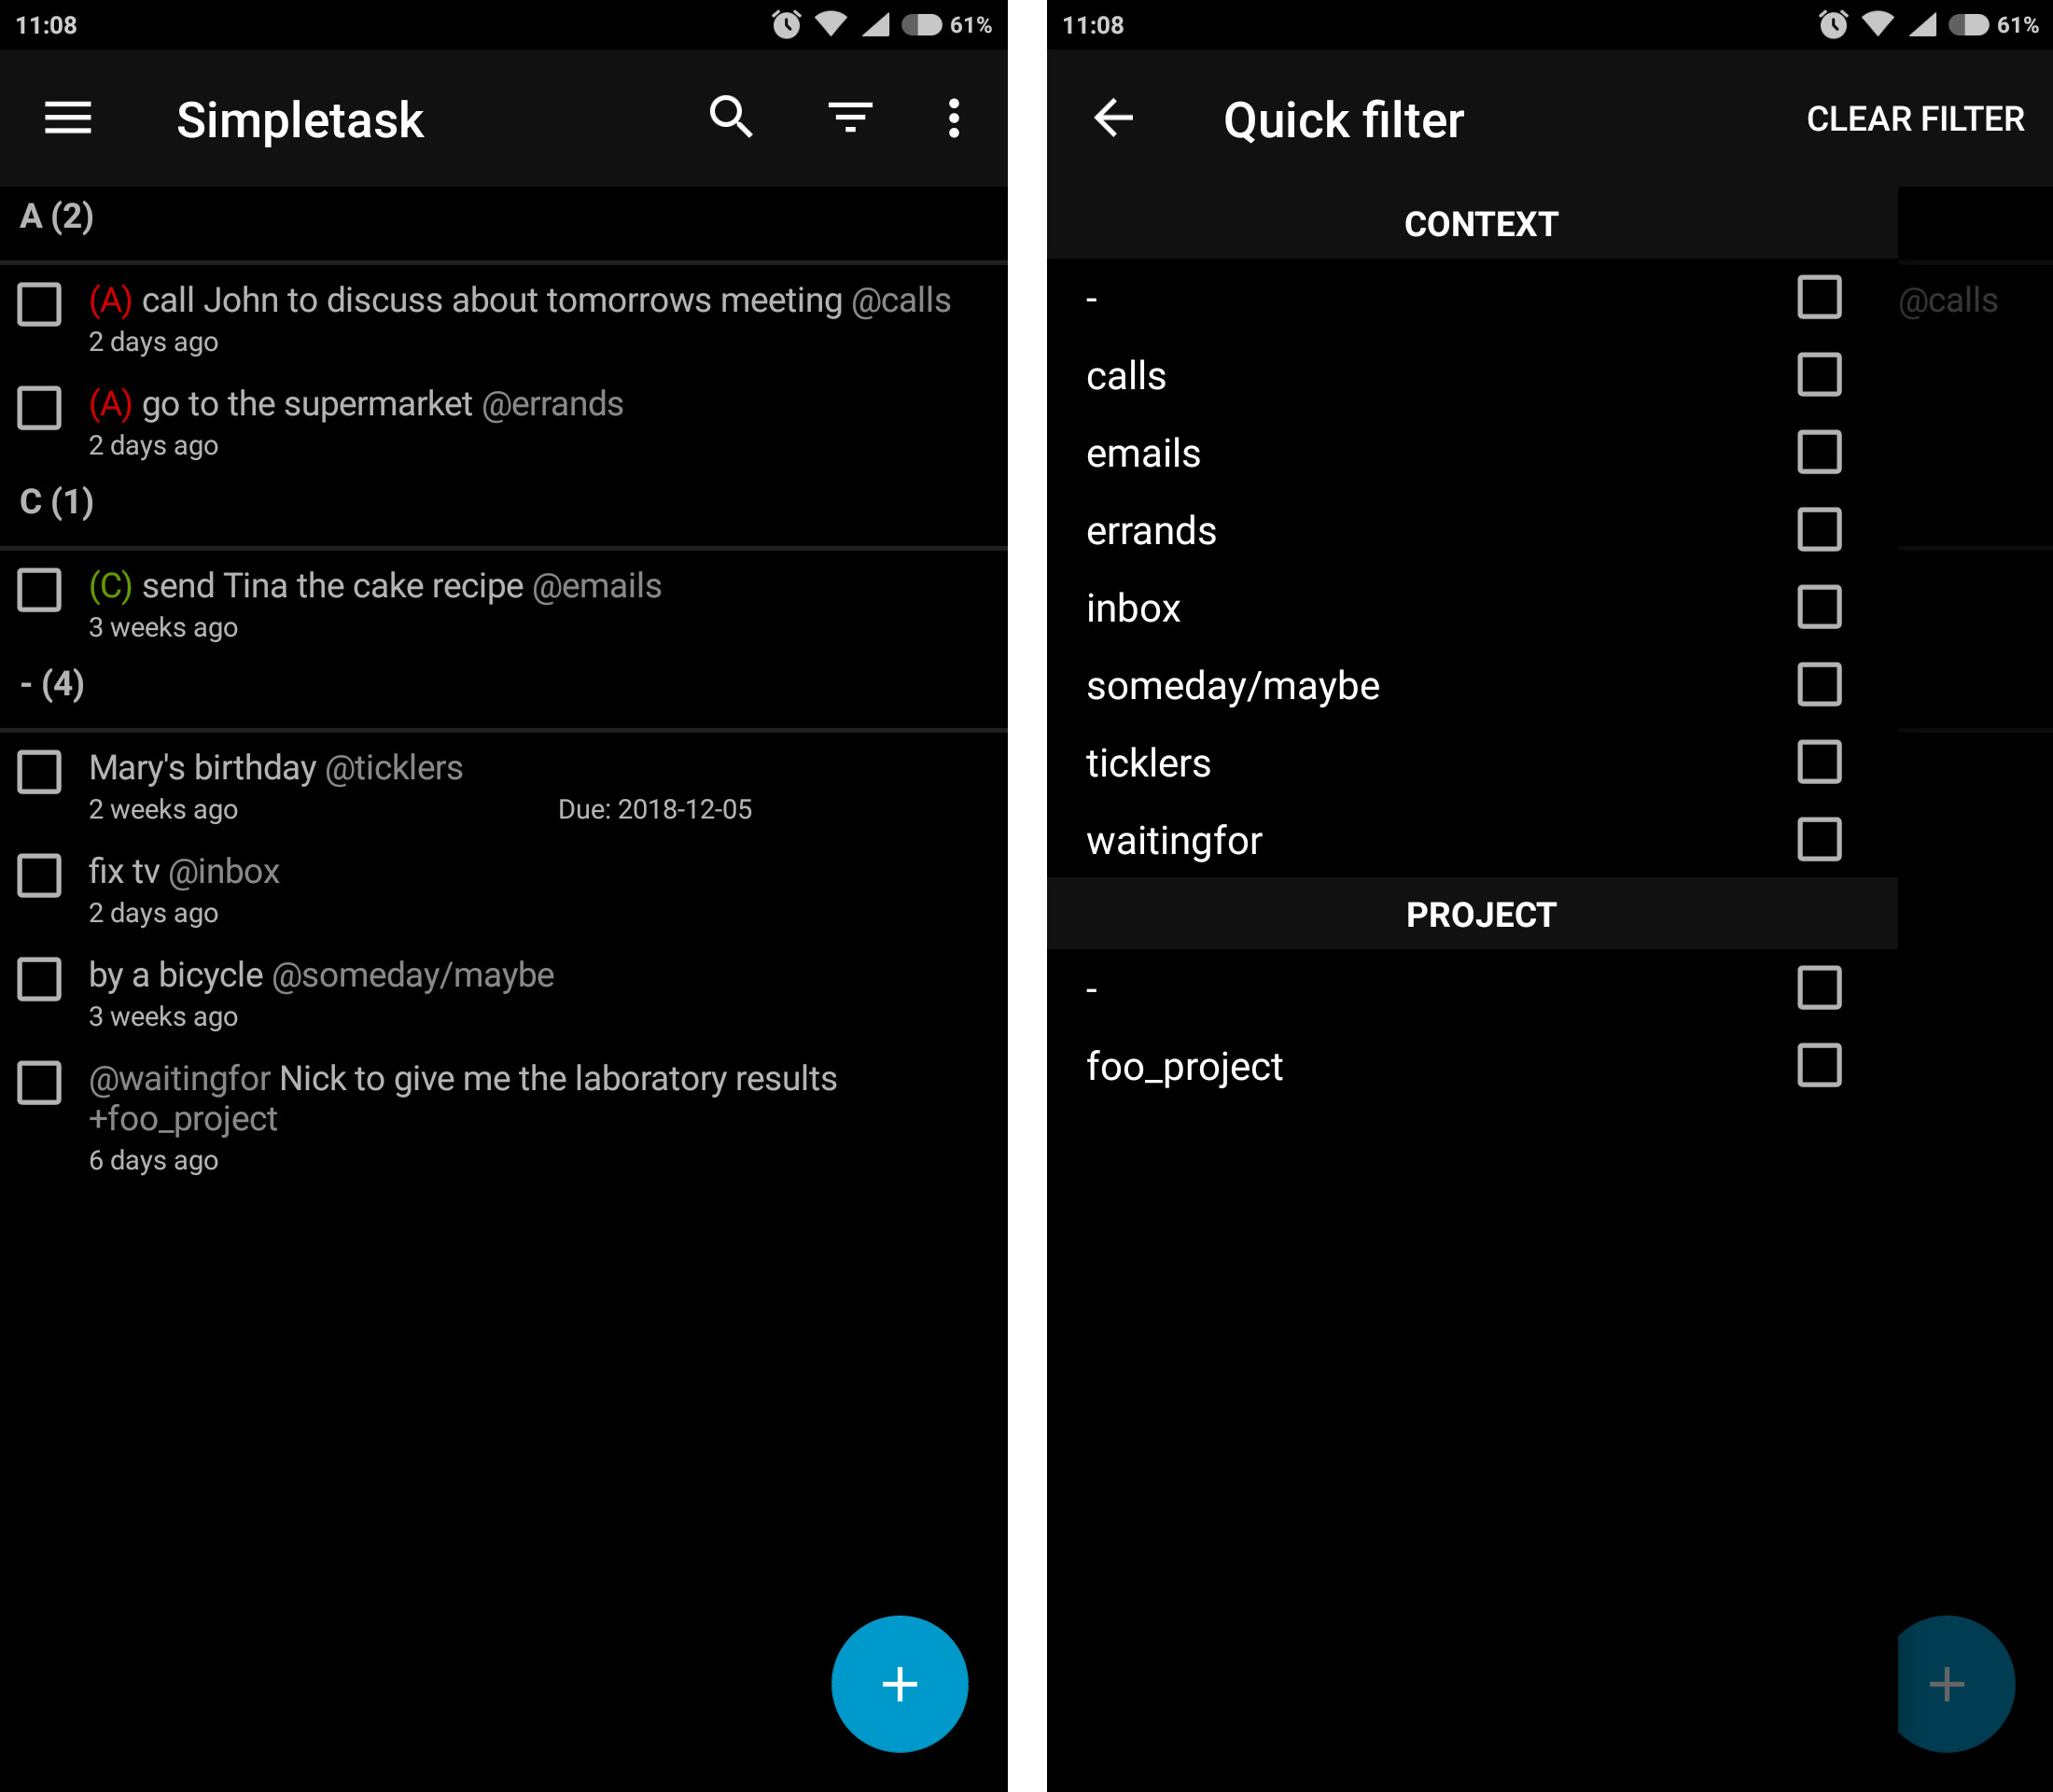 11:08
61%
Simpletask
A (2)
(A) call John to discuss about tomorrows meeting @calls
2 days ago
(A) go to the supermarket @errands
2 days ago
C (1)
(C) send Tina the cake recipe @emails
3 weeks ago
- (4)
Mary's birthday @ticklers
2 weeks ago
Due: 2018-12-05
fix tv @inbox
2 days ago
by a bicycle @someday/maybe
3 weeks ago
@waitingfor Nick to give me the laboratory results
+foo_project
6 days ago
+
11:08
61%
Quick filter
CLEAR FILTER
CONTEXT
-
calls
emails
errands
inbox
someday/maybe
ticklers
waitingfor
PROJECT
-
foo_project
@calls
+